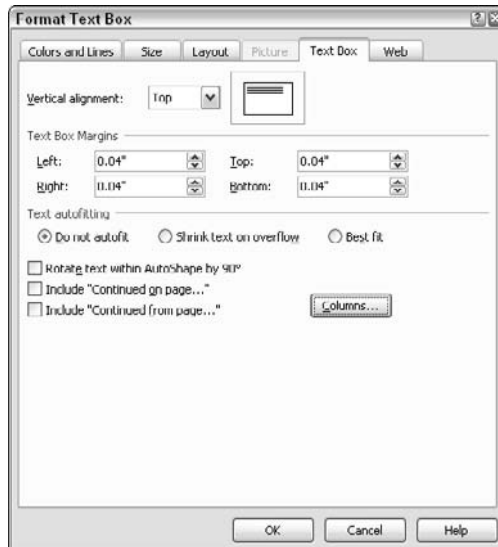 Format Text Box
Colors and Lines Size Layout Picture Text Box Web
Vertical alignment: Top
Text Box Margins
Left: 0.04" Top: 0.04"
Right: 0.04" Bottom: 0.04"
Text autofitting
Do not autofit Shrink text on overflow Best fit
Rotate text within AutoShape by 90º
Include "Continued on page..."
Include "Continued from page..." Columns...
OK Cancel Help